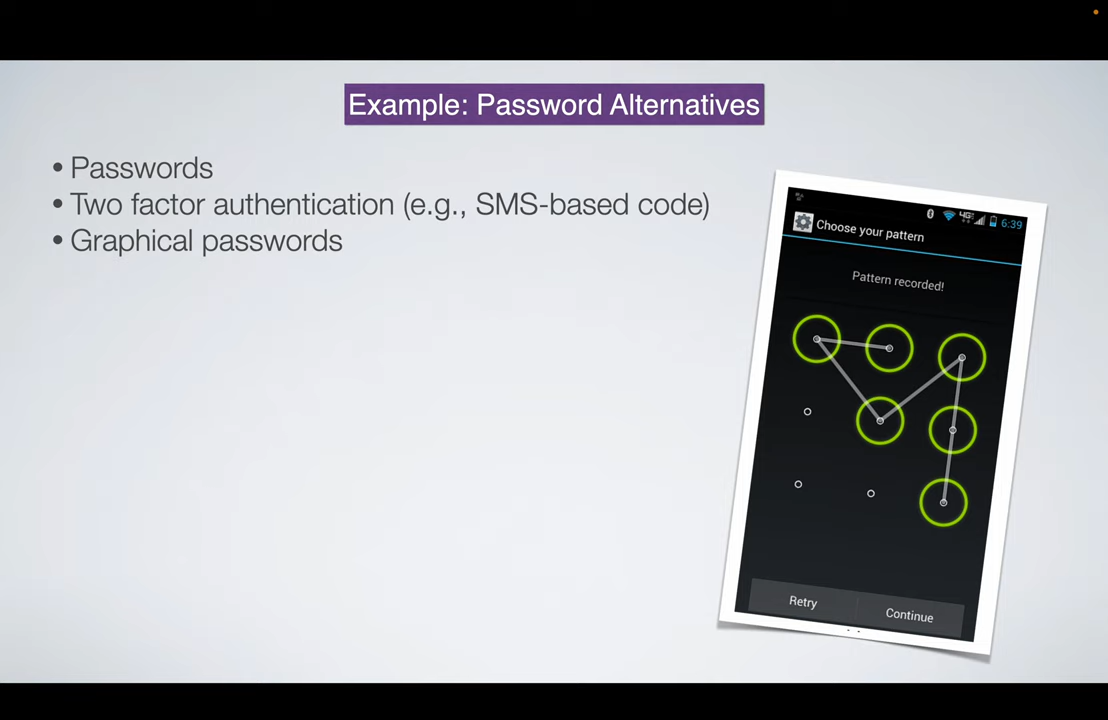 Example: Password Alternatives
• Passwords
• Two factor authentication (e.g., SMS-based code)
• Graphical passwords
4G 6:39
Choose your pattern
Pattern recorded!
Retry
Continue